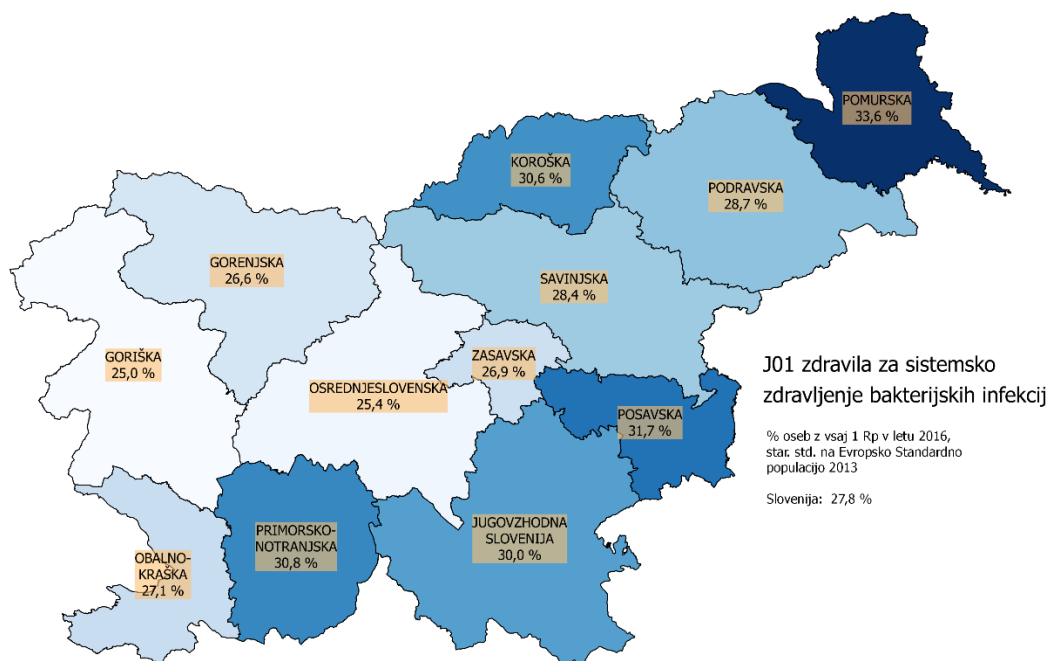 POMURSKA
33,6 %
KOROŠKA
30,6 %
PODRAVSKA
28,7 %
GORENJSKA
26,6 %
SAVINJSKA
28,4 %
GORIŠKA
25,0 %
ZASAVSKA
26,9 %
OSREDNJESLOVENSKA
25,4 %
POSAVSKA
31,7 %
J01 zdravila za sistemsko
zdravljenje bakterijskih infekcij
% oseb z vsaj 1 Rp v letu 2016,
star. std. na Evropsko Standardno
populacijo 2013
Slovenija: 27,8 %
PRIMORSKO-
NOTRANJSKA
30,8 %
JUGOVZHODNA
SLOVENIJA
30,0 %
OBALNO-
KRAŠKA
27,1 %